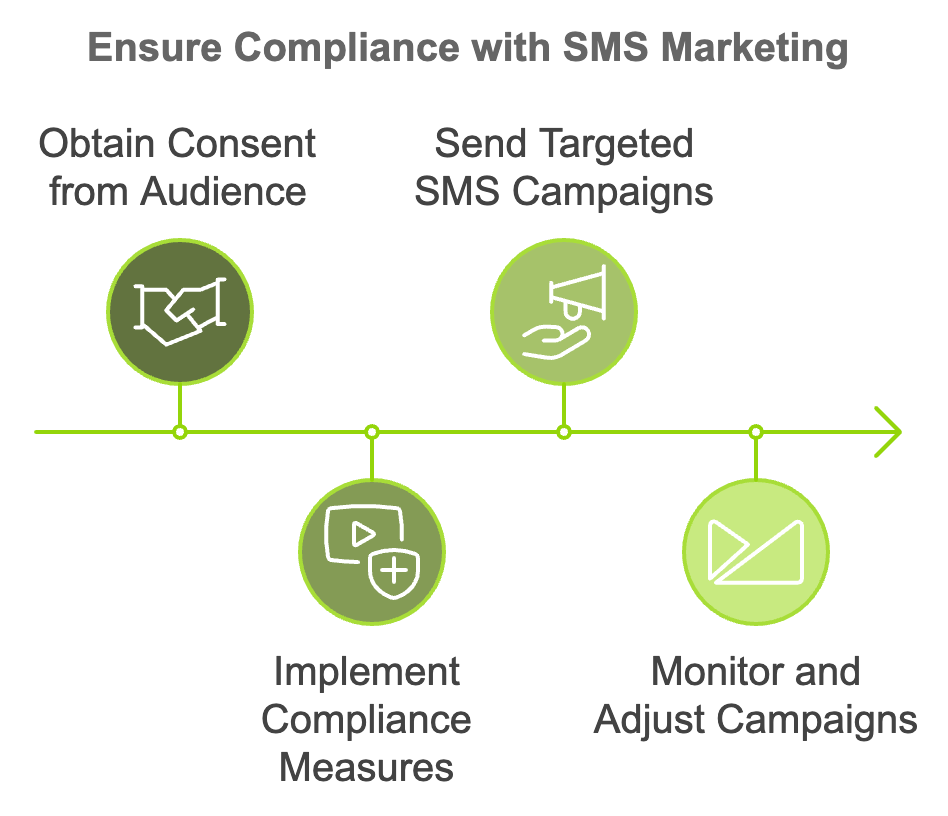 Ensure Compliance with SMS Marketing
Obtain Consent
from Audience
Send Targeted
SMS Campaigns
Implement
Compliance
Measures
Monitor and
Adjust Campaigns